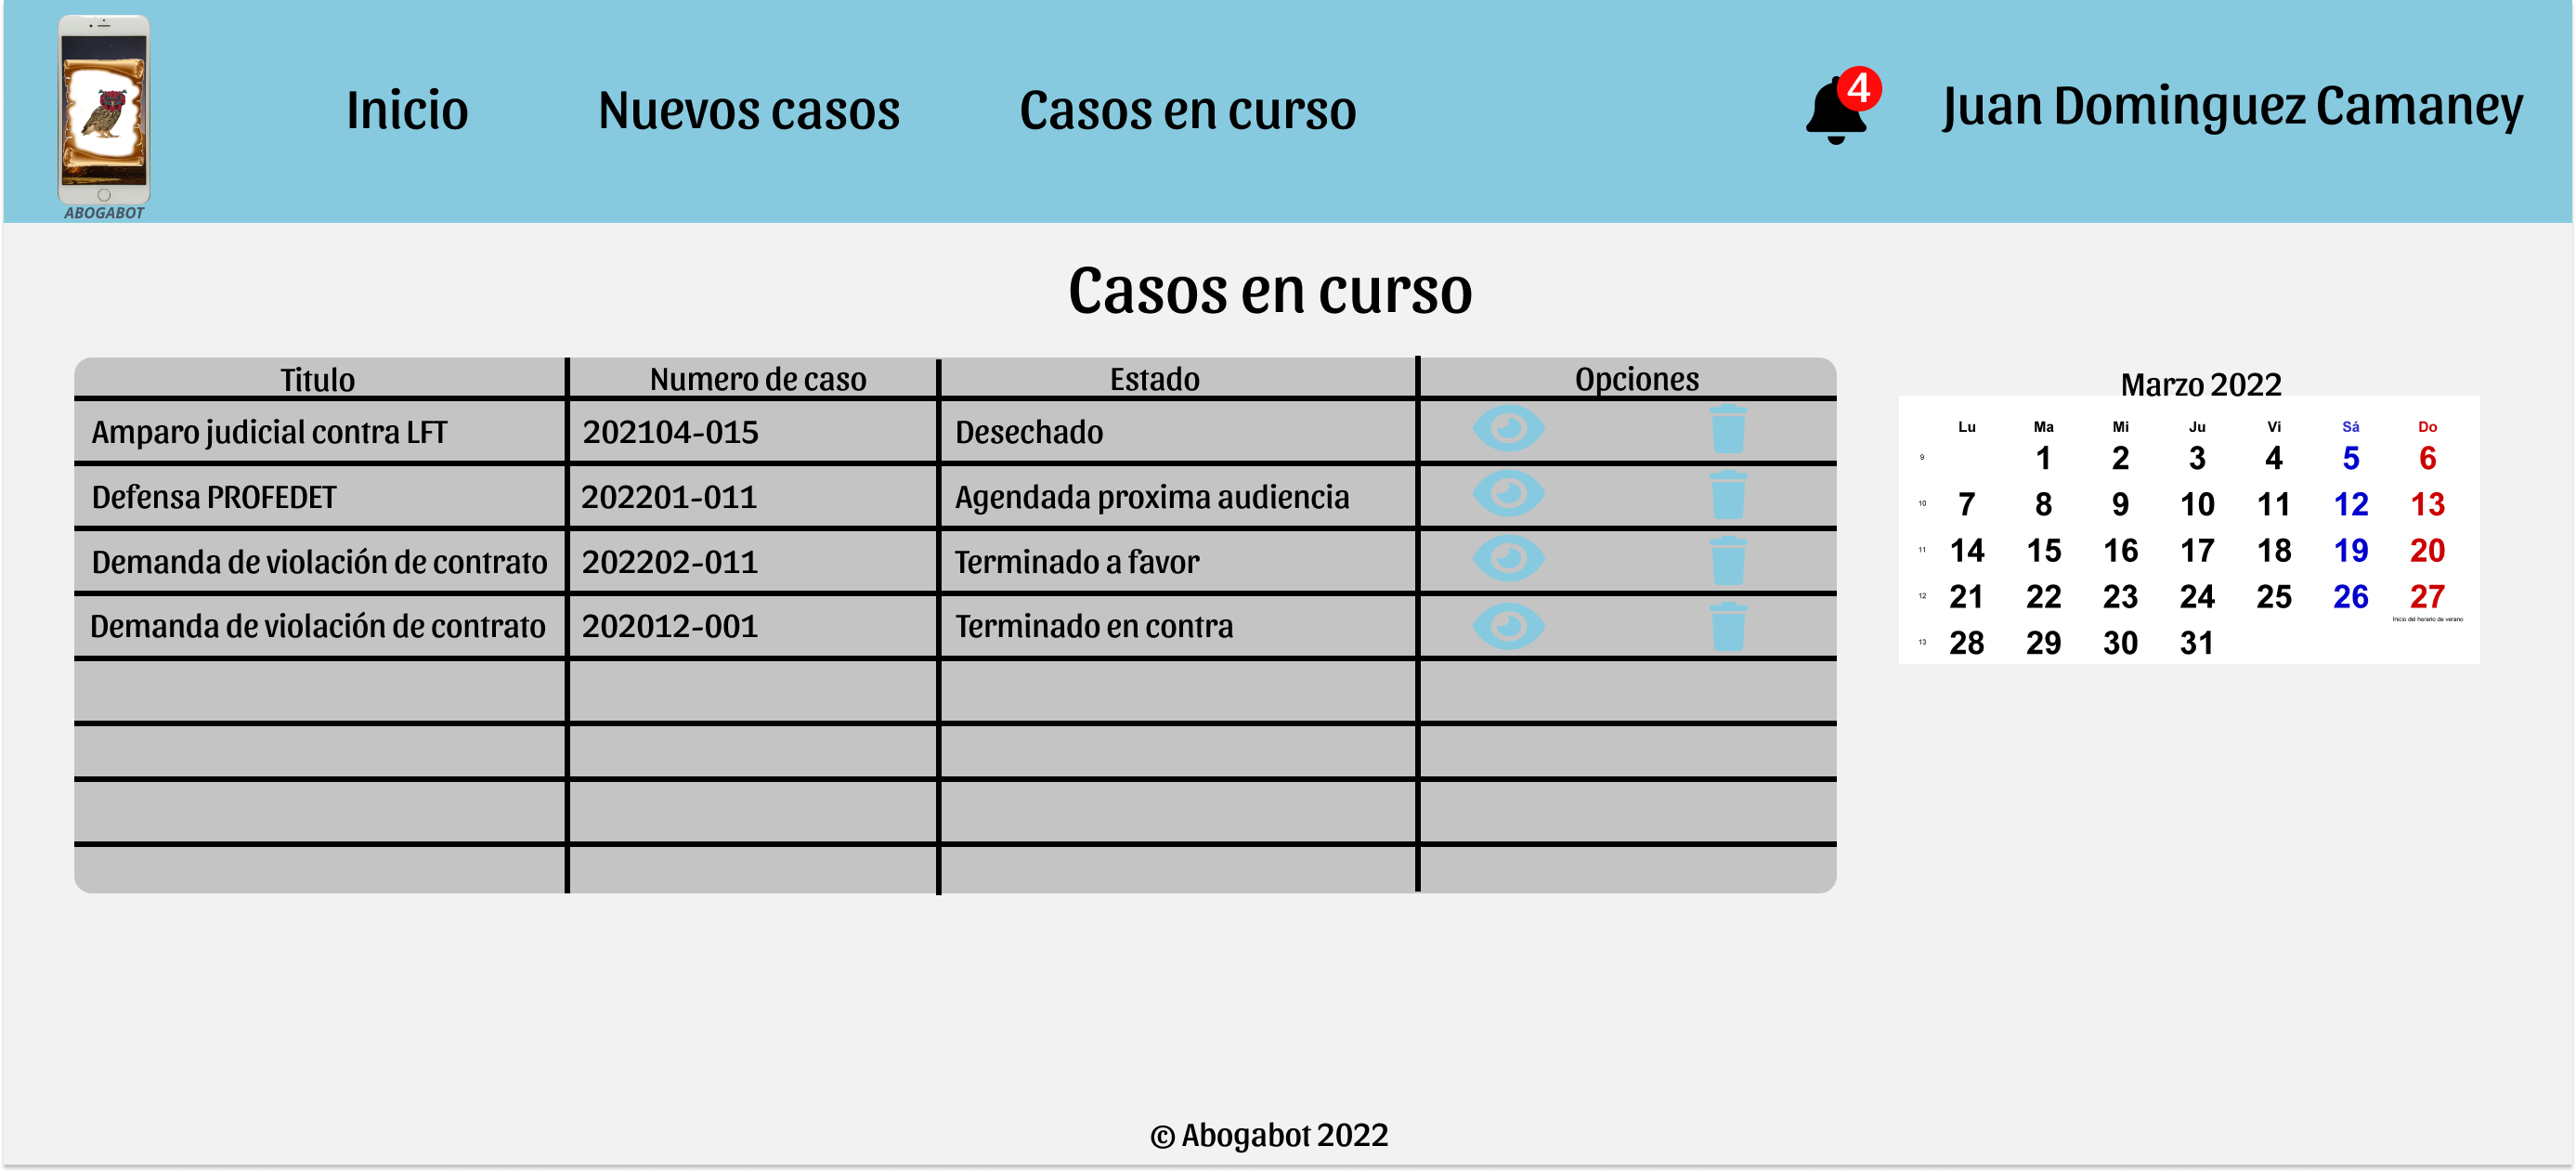 ABOGABOT
Inicio Nuevos casos Casos en curso 4 Juan Dominguez Camaney
Casos en curso
Titulo Numero de caso Estado Opciones
Amparo judicial contra LFT 202104-015 Desechado
Defensa PROFEDET 202201-011 Agendada proxima audiencia
Demanda de violación de contrato 202202-011 Terminado a favor
Demanda de violación de contrato 202012-001 Terminado en contra
Marzo 2022
Lu Ma Mi Ju Vi Sá Do
9 1 2 3 4 5 6
10 7 8 9 10 11 12 13
11 14 15 16 17 18 19 20
12 21 22 23 24 25 26 27
Inicio del horario de verano
13 28 29 30 31
© Abogabot 2022